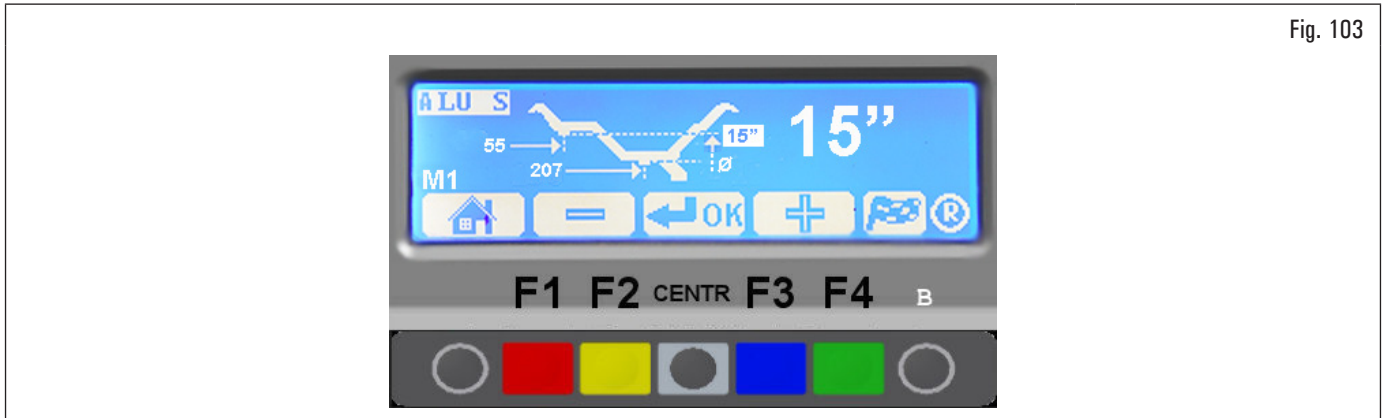 Fig. 103
ALU S
15”
15”
55
207
Ø
M1
OK
®
F1 F2 CENTR F3 F4 B